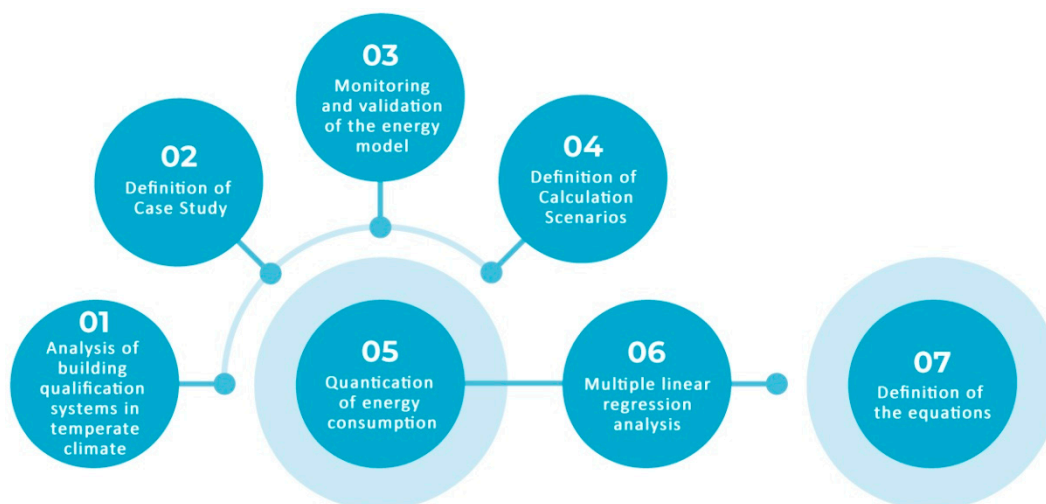 01
Analysis of
building
qualification
systems in
temperate
climate
02
Definition of
Case Study
03
Monitoring
and validation
of the energy
model
04
Definition of
Calculation
Scenarios
05
Quantication
of energy
consumption
06
Multiple linear
regression
analysis
07
Definition of
the equations